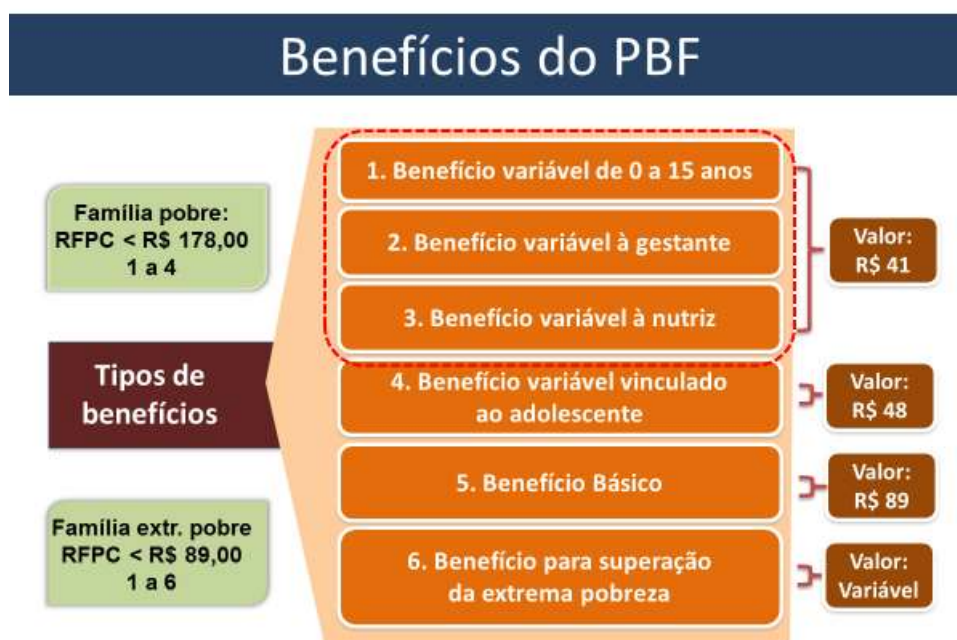 Benefícios do PBF
Família pobre:
RFPC < R$ 178,00
1 a 4
Tipos de
benefícios
Família extr. pobre
RFPC < R$ 89,00
1 a 6
1. Benefício variável de 0 a 15 anos
2. Benefício variável à gestante
3. Benefício variável à nutriz
4. Benefício variável vinculado
ao adolescente
5. Benefício Básico
6. Benefício para superação
da extrema pobreza
Valor:
R$ 41
Valor:
R$ 48
Valor:
R$ 89
Valor:
Variável